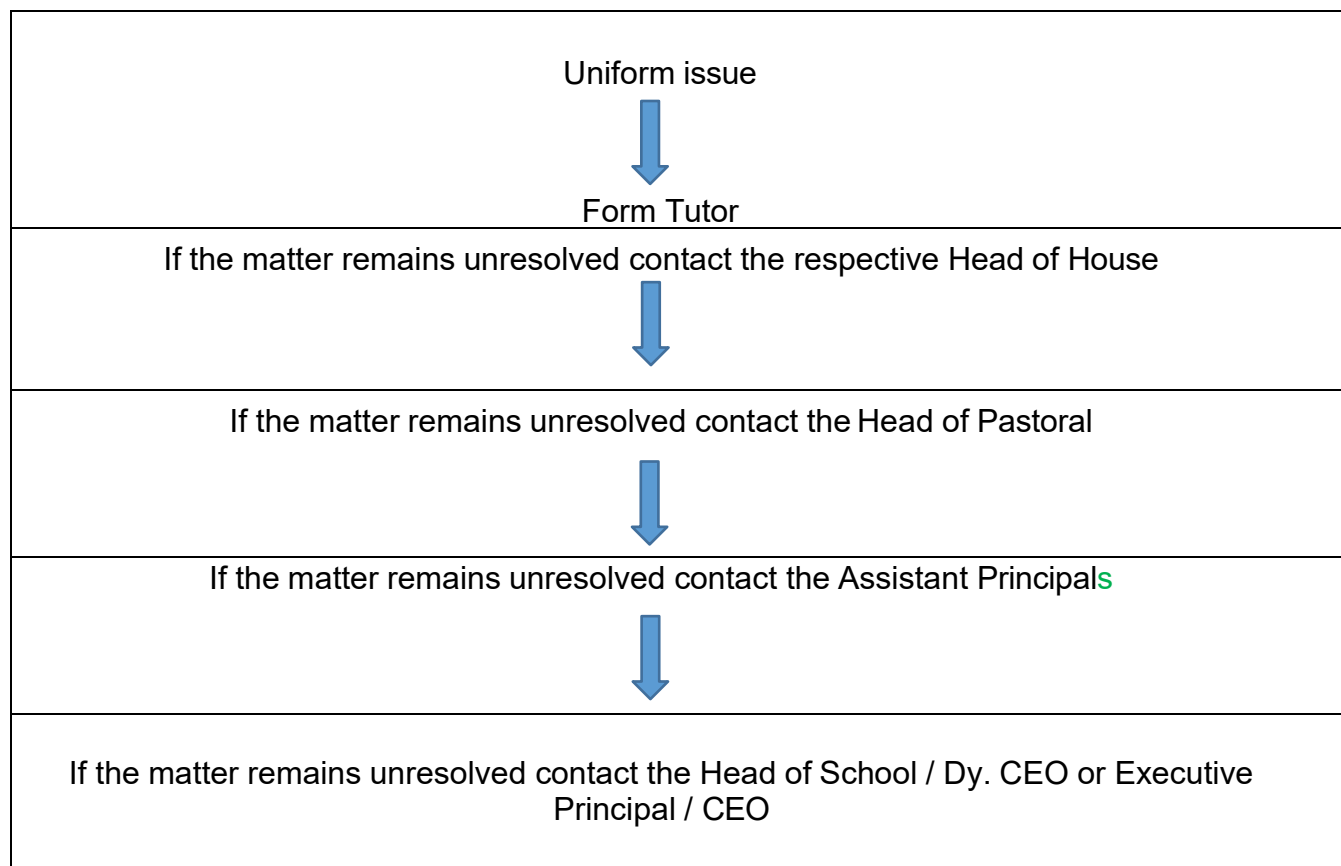 Uniform issue
Form Tutor
If the matter remains unresolved contact the respective Head of House
If the matter remains unresolved contact the Head of Pastoral
If the matter remains unresolved contact the Assistant Principals
If the matter remains unresolved contact the Head of School / Dy. CEO or Executive
Principal / CEO